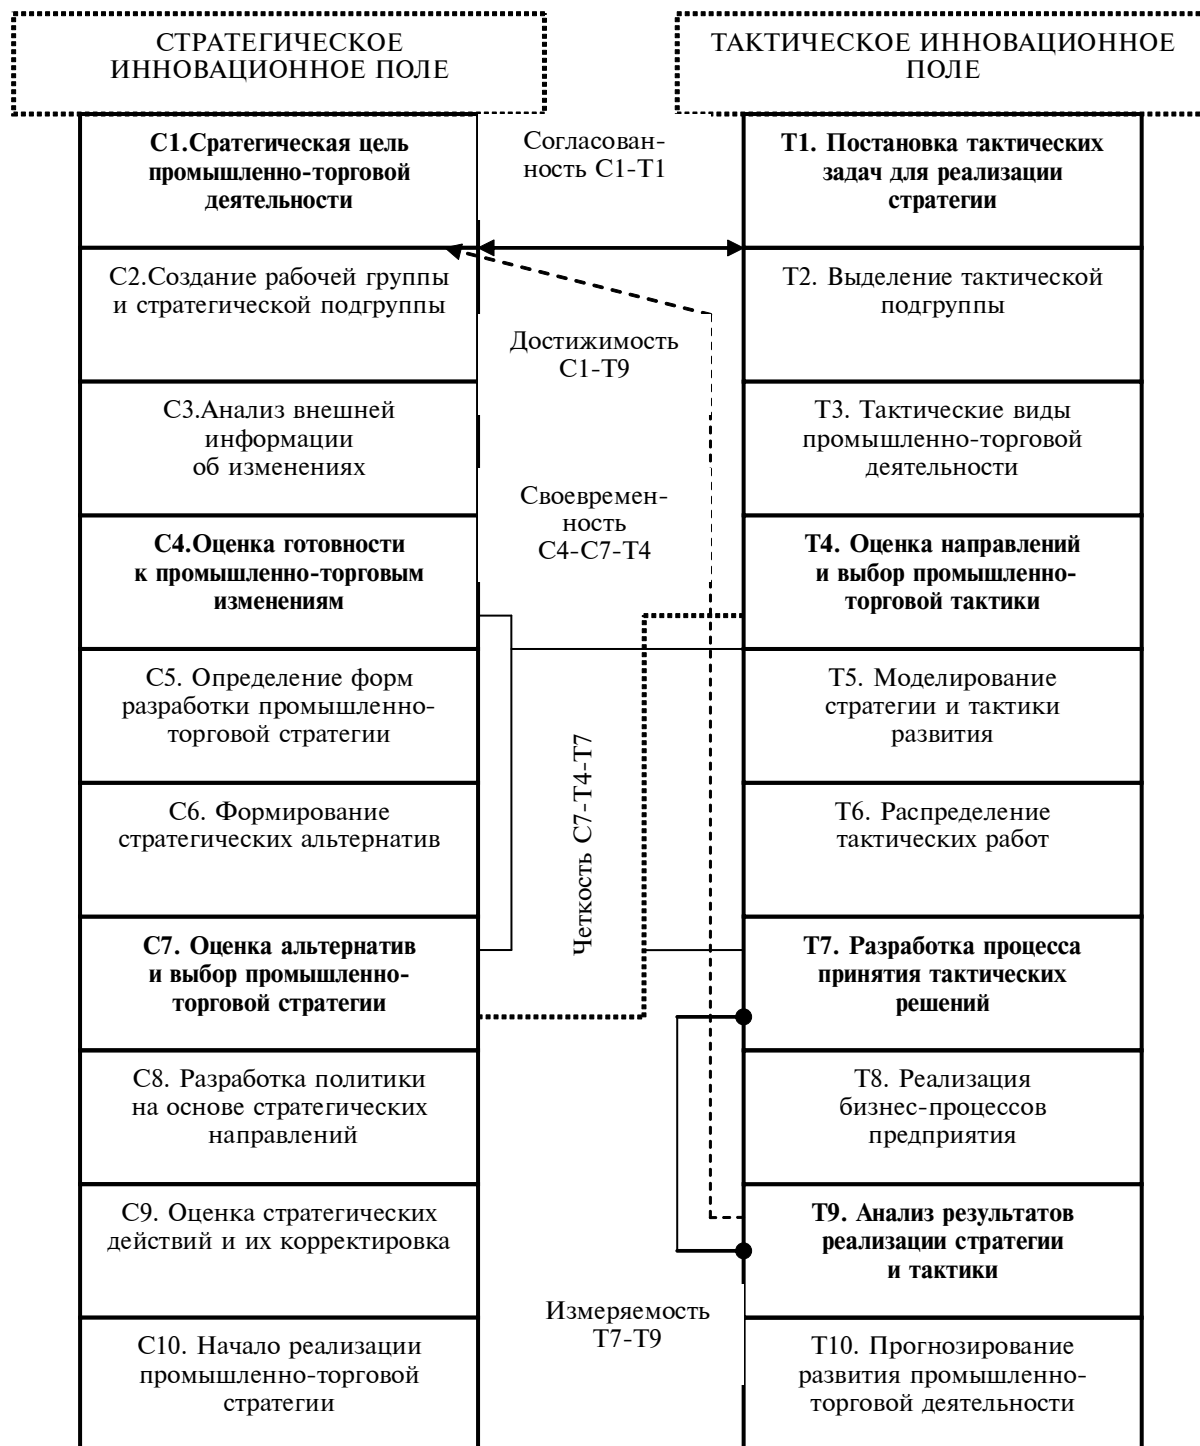 СТРАТЕГИЧЕСКОЕ
ИННОВАЦИОННОЕ ПОЛЕ
ТАКТИЧЕСКОЕ ИННОВАЦИОННОЕ
ПОЛЕ
С1.Сратегическая цель
промышленно-торговой
деятельности
Согласован-
ность С1-Т1
Т1. Постановка тактических
задач для реализации
стратегии
С2.Создание рабочей группы
и стратегической подгруппы
Т2. Выделение тактической
подгруппы
Достижимость
С1-Т9
С3.Анализ внешней
информации
об изменениях
Т3. Тактические виды
промышленно-торговой
деятельности
Своевремен-
ность
С4-С7-Т4
С4.Оценка готовности
к промышленно-торговым
изменениям
Т4. Оценка направлений
и выбор промышленно-
торговой тактики
С5. Определение форм
разработки промышленно-
торговой стратегии
Т5. Моделирование
стратегии и тактики
развития
Четкость С7-Т4-Т7
С6. Формирование
стратегических альтернатив
Т6. Распределение
тактических работ
С7. Оценка альтернатив
и выбор промышленно-
торговой стратегии
Т7. Разработка процесса
принятия тактических
решений
С8. Разработка политики
на основе стратегических
направлений
Т8. Реализация
бизнес-процессов
предприятия
С9. Оценка стратегических
действий и их корректировка
Т9. Анализ результатов
реализации стратегии
и тактики
Измеряемость
Т7-Т9
С10. Начало реализации
промышленно-торговой
стратегии
Т10. Прогнозирование
развития промышленно-
торговой деятельности